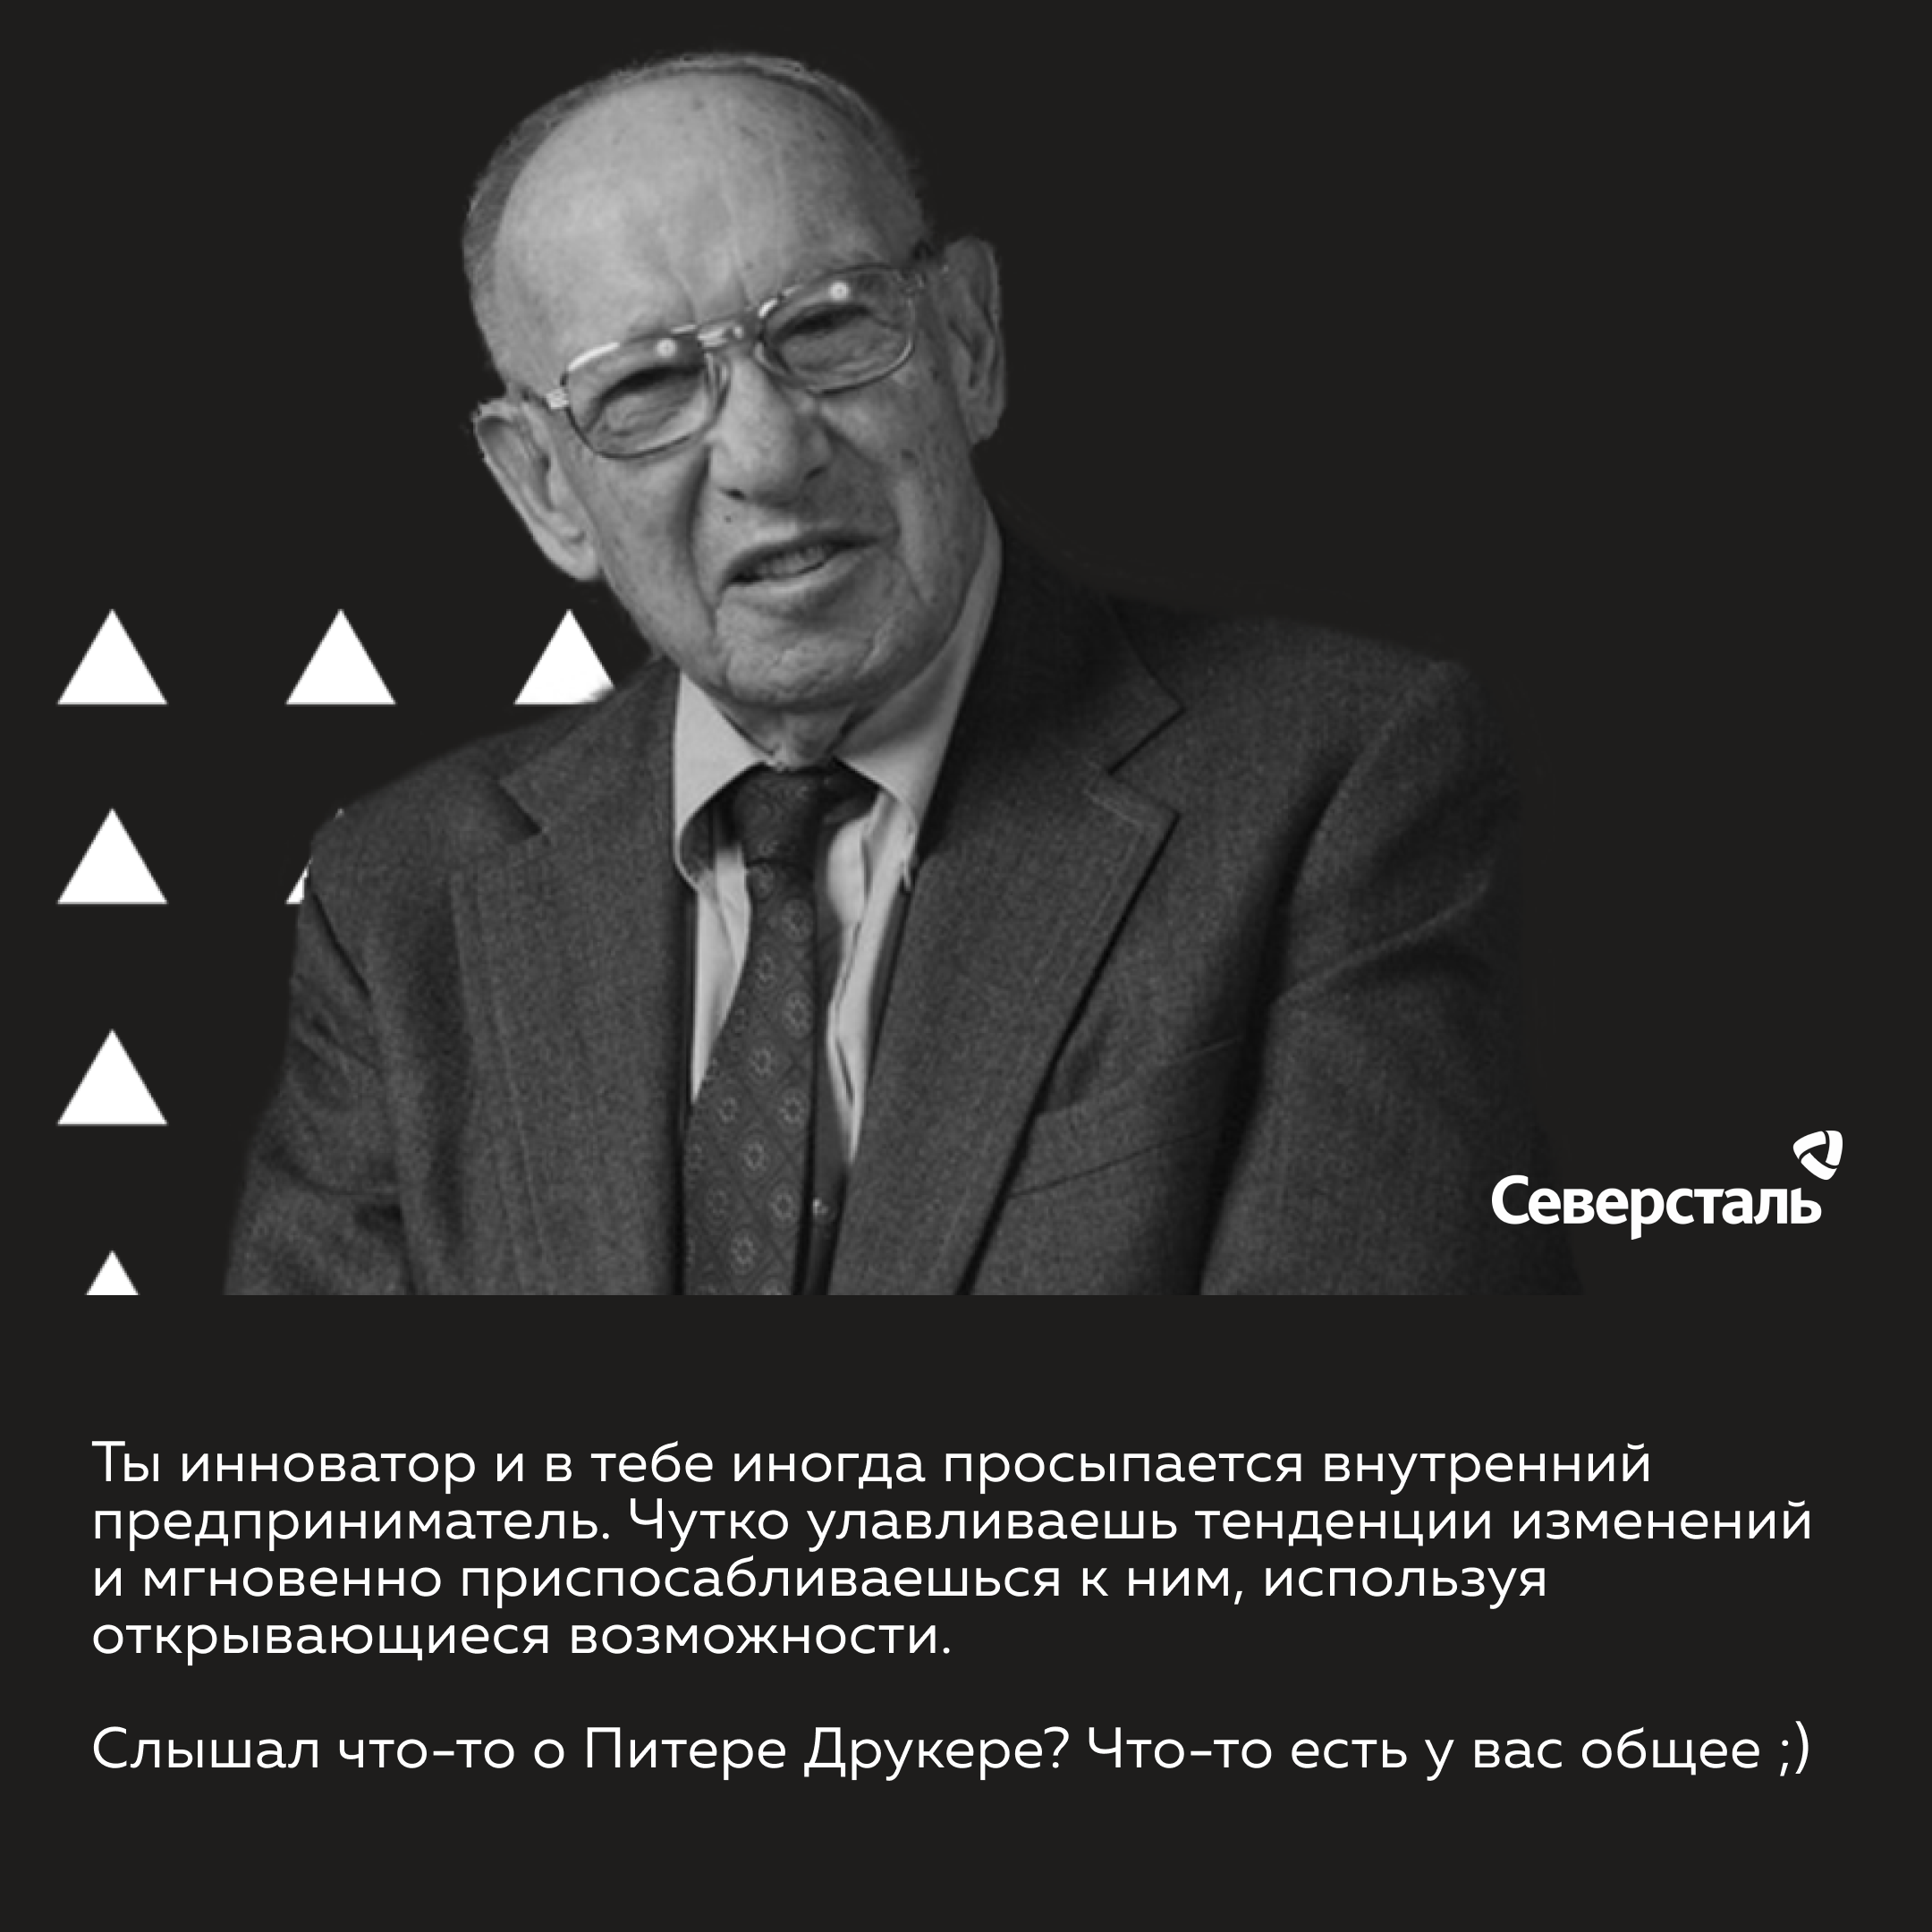 Северсталь
Ты инноватор и в тебе иногда просыпается внутренний
предприниматель. Чутко улавливаешь тенденции изменений
и мгновенно приспосабливаешься к ним, используя
открывающиеся возможности.
Слышал что-то о Питере Друкере? Что-то есть у вас общее ;)